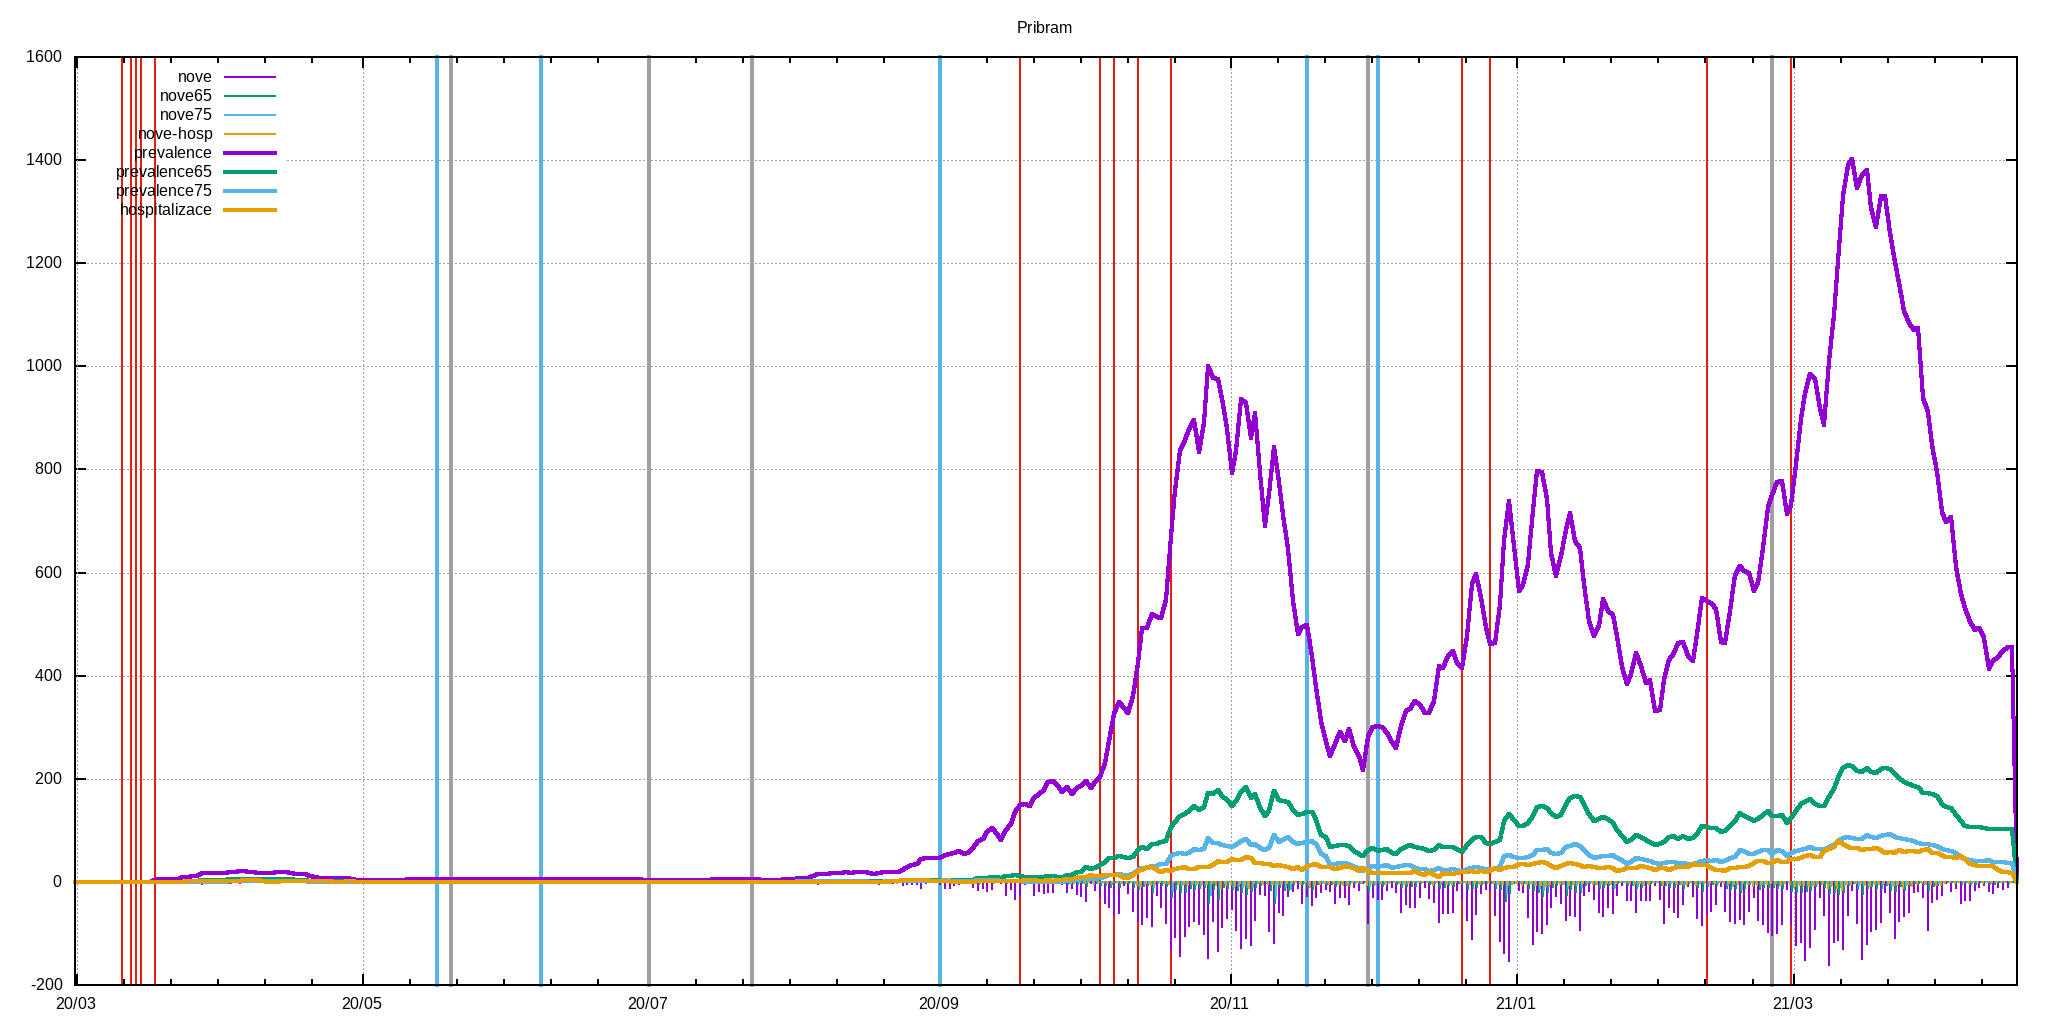 Pribram
1600
1400
1200
1000
800
600
400
200
0
-200
nove
nove65
nove75
nove-hosp
prevalence
prevalence65
prevalence75
hospitalizace
20/03 20/05 20/07 20/09 20/11 21/01 21/03